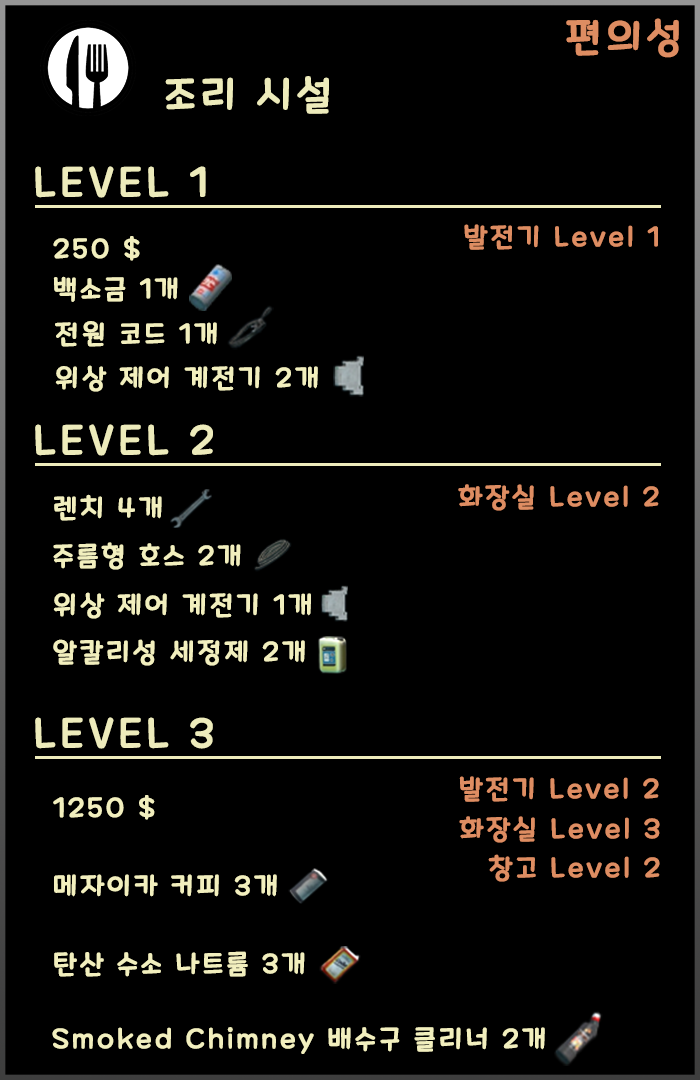 편의성
조리 시설
LEVEL 1
발전기 Level 1
250 $
백소금 1개
전원 코드 1개
위상 제어 계전기 2개
LEVEL 2
화장실 Level 2
렌치 4개
주름형 호스 2개
위상 제어 계전기 1개
알칼리성 세정제 2개
LEVEL 3
발전기 Level 2
화장실 Level 3
창고 Level 2
1250 $
메자이카 커피 3개
탄산 수소 나트륨 3개
Smoked Chimney 배수구 클리너 2개